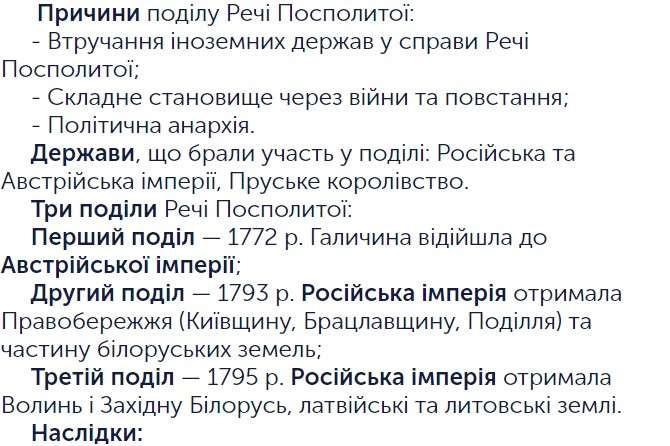 Причини поділу Речі Посполитої:
- Втручання іноземних держав у справи Речі
Посполитої;
- Складне становище через війни та повстання;
- Політична анархія.
Держави, що брали участь у поділі: Російська та
Австрійська імперії, Пруське королівство.
Три поділи Речі Посполитої:
Перший поділ — 1772 р. Галичина відійшла до
Австрійської імперії;
Другий поділ — 1793 р. Російська імперія отримала
Правобережжя (Київщину, Брацлавщину, Поділля) та
частину білоруських земель;
Третій поділ — 1795 р. Російська імперія отримала
Волинь і Західну Білорусь, латвійські та литовські землі.
Наслідки: